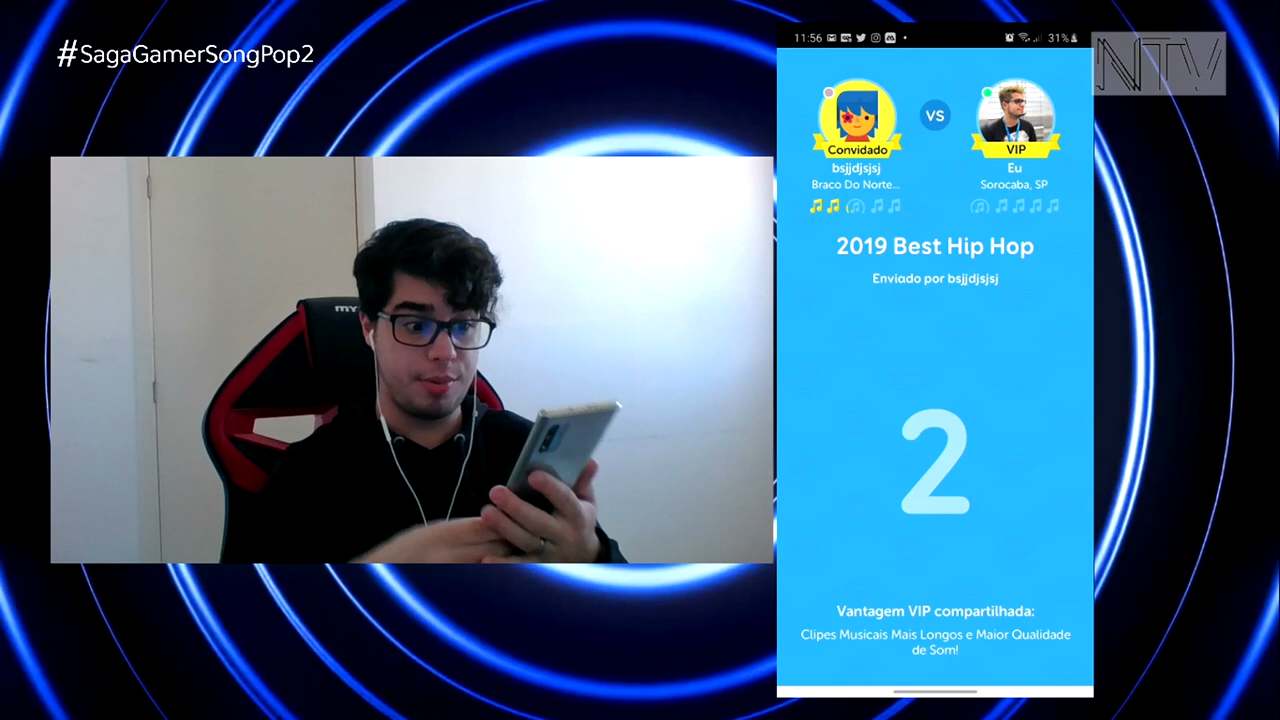 #SagaGamerSongPop2
11:56
31%
NTV
VS
Convidado
VIP
bsjjdjsjsj
Eu
Braco Do Norte...
Sorocaba, SP
2019 Best Hip Hop
Enviado por bsjjdjsjsj
2
Vantagem VIP compartilhada:
Clipes Musicais Mais Longos e Maior Qualidade
de Som!